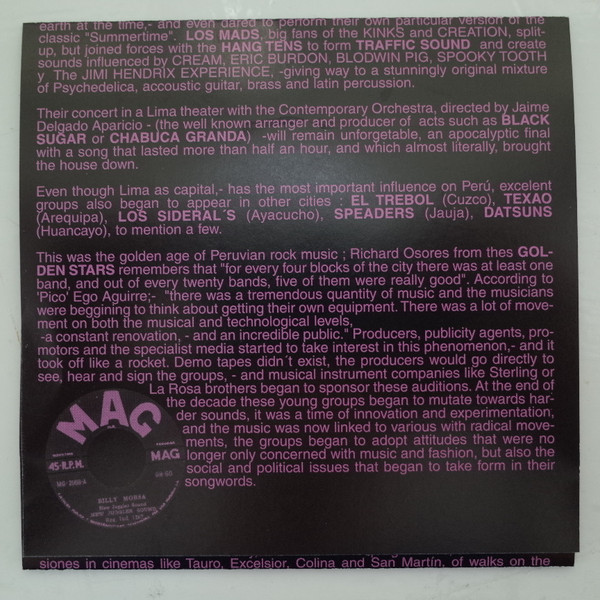 earth at the time,- and even dared to perform their own particular version of the
classic "Summertime". LOS MADS, big fans of the KINKS and CREATION, split-
up, but joined forces with the HANG TENS to form TRAFFIC SOUND and create
sounds influenced by CREAM, ERIC BURDON, BLODWIN PIG, SPOOKY TOOTH
y The JIMI HENDRIX EXPERIENCE, -giving way to a stunningly original mixture
of Psychedelica, accoustic guitar, brass and latin percussion.
Their concert in a Lima theater with the Contemporary Orchestra, directed by Jaime
Delgado Aparicio - (the well known arranger and producer of acts such as BLACK
SUGAR or CHABUCA GRANDA) -will remain unforgetable, an apocalyptic final
with a song that lasted more than half an hour, and which almost literally, brought
the house down.
Even though Lima as capital,- has the most important influence on Perú, excelent
groups also began to appear in other cities : EL TREBOL (Cuzco), TEXAO
(Arequipa), LOS SIDERAL´S (Ayacucho), SPEADERS (Jauja), DATSUNS
(Huancayo), to mention a few.
This was the golden age of Peruvian rock music ; Richard Osores from thes GOL-
DEN STARS remembers that "for every four blocks of the city there was at least one
band, and out of every twenty bands, five of them were really good". According to
'Pico' Ego Aguirre;- "there was a tremendous quantity of music and the musicians
were beggining to think about getting their own equipment. There was a lot of move-
ment on both the musical and technological levels,
-a constant renovation, - and an incredible public." Producers, publicity agents, pro-
motors and the specialist media started to take interest in this phenomenon,- and it
took off like a rocket. Demo tapes didn´t exist, the producers would go directly to
see, hear and sign the groups, - and musical instrument companies like Sterling or
La Rosa brothers began to sponsor these auditions. At the end of
the decade these young groups began to mutate towards har-
der sounds, it was a time of innovation and experimentation,
and the music was now linked to various with radical move-
ments, the groups began to adopt attitudes that were no
longer only concerned with music and fashion, but also the
social and political issues that began to take form in their
songwords.
MAG
45-R.P.M.
MAG
BILLY MORSA
New Juggler Sound
siones in cinemas like Tauro, Excelsior, Colina and San Martín, of walks on the